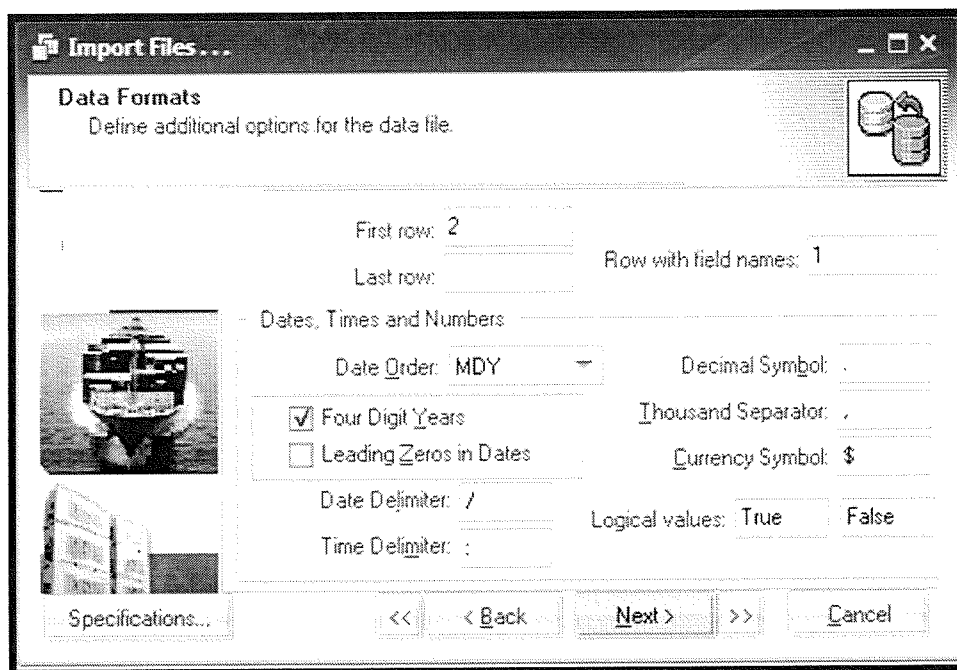 Import Files...
Data Formats
Define additional options for the data file.
First row: 2
Last row:
Row with field names: 1
Dates, Times and Numbers
Date Order: MDY
Four Digit Years
Leading Zeros in Dates
Date Delimiter: /
Time Delimiter: :
Decimal Symbol: .
Thousand Separator: ,
Currency Symbol: $
Logical values: True False
Specifications... << < Back Next > >> Cancel